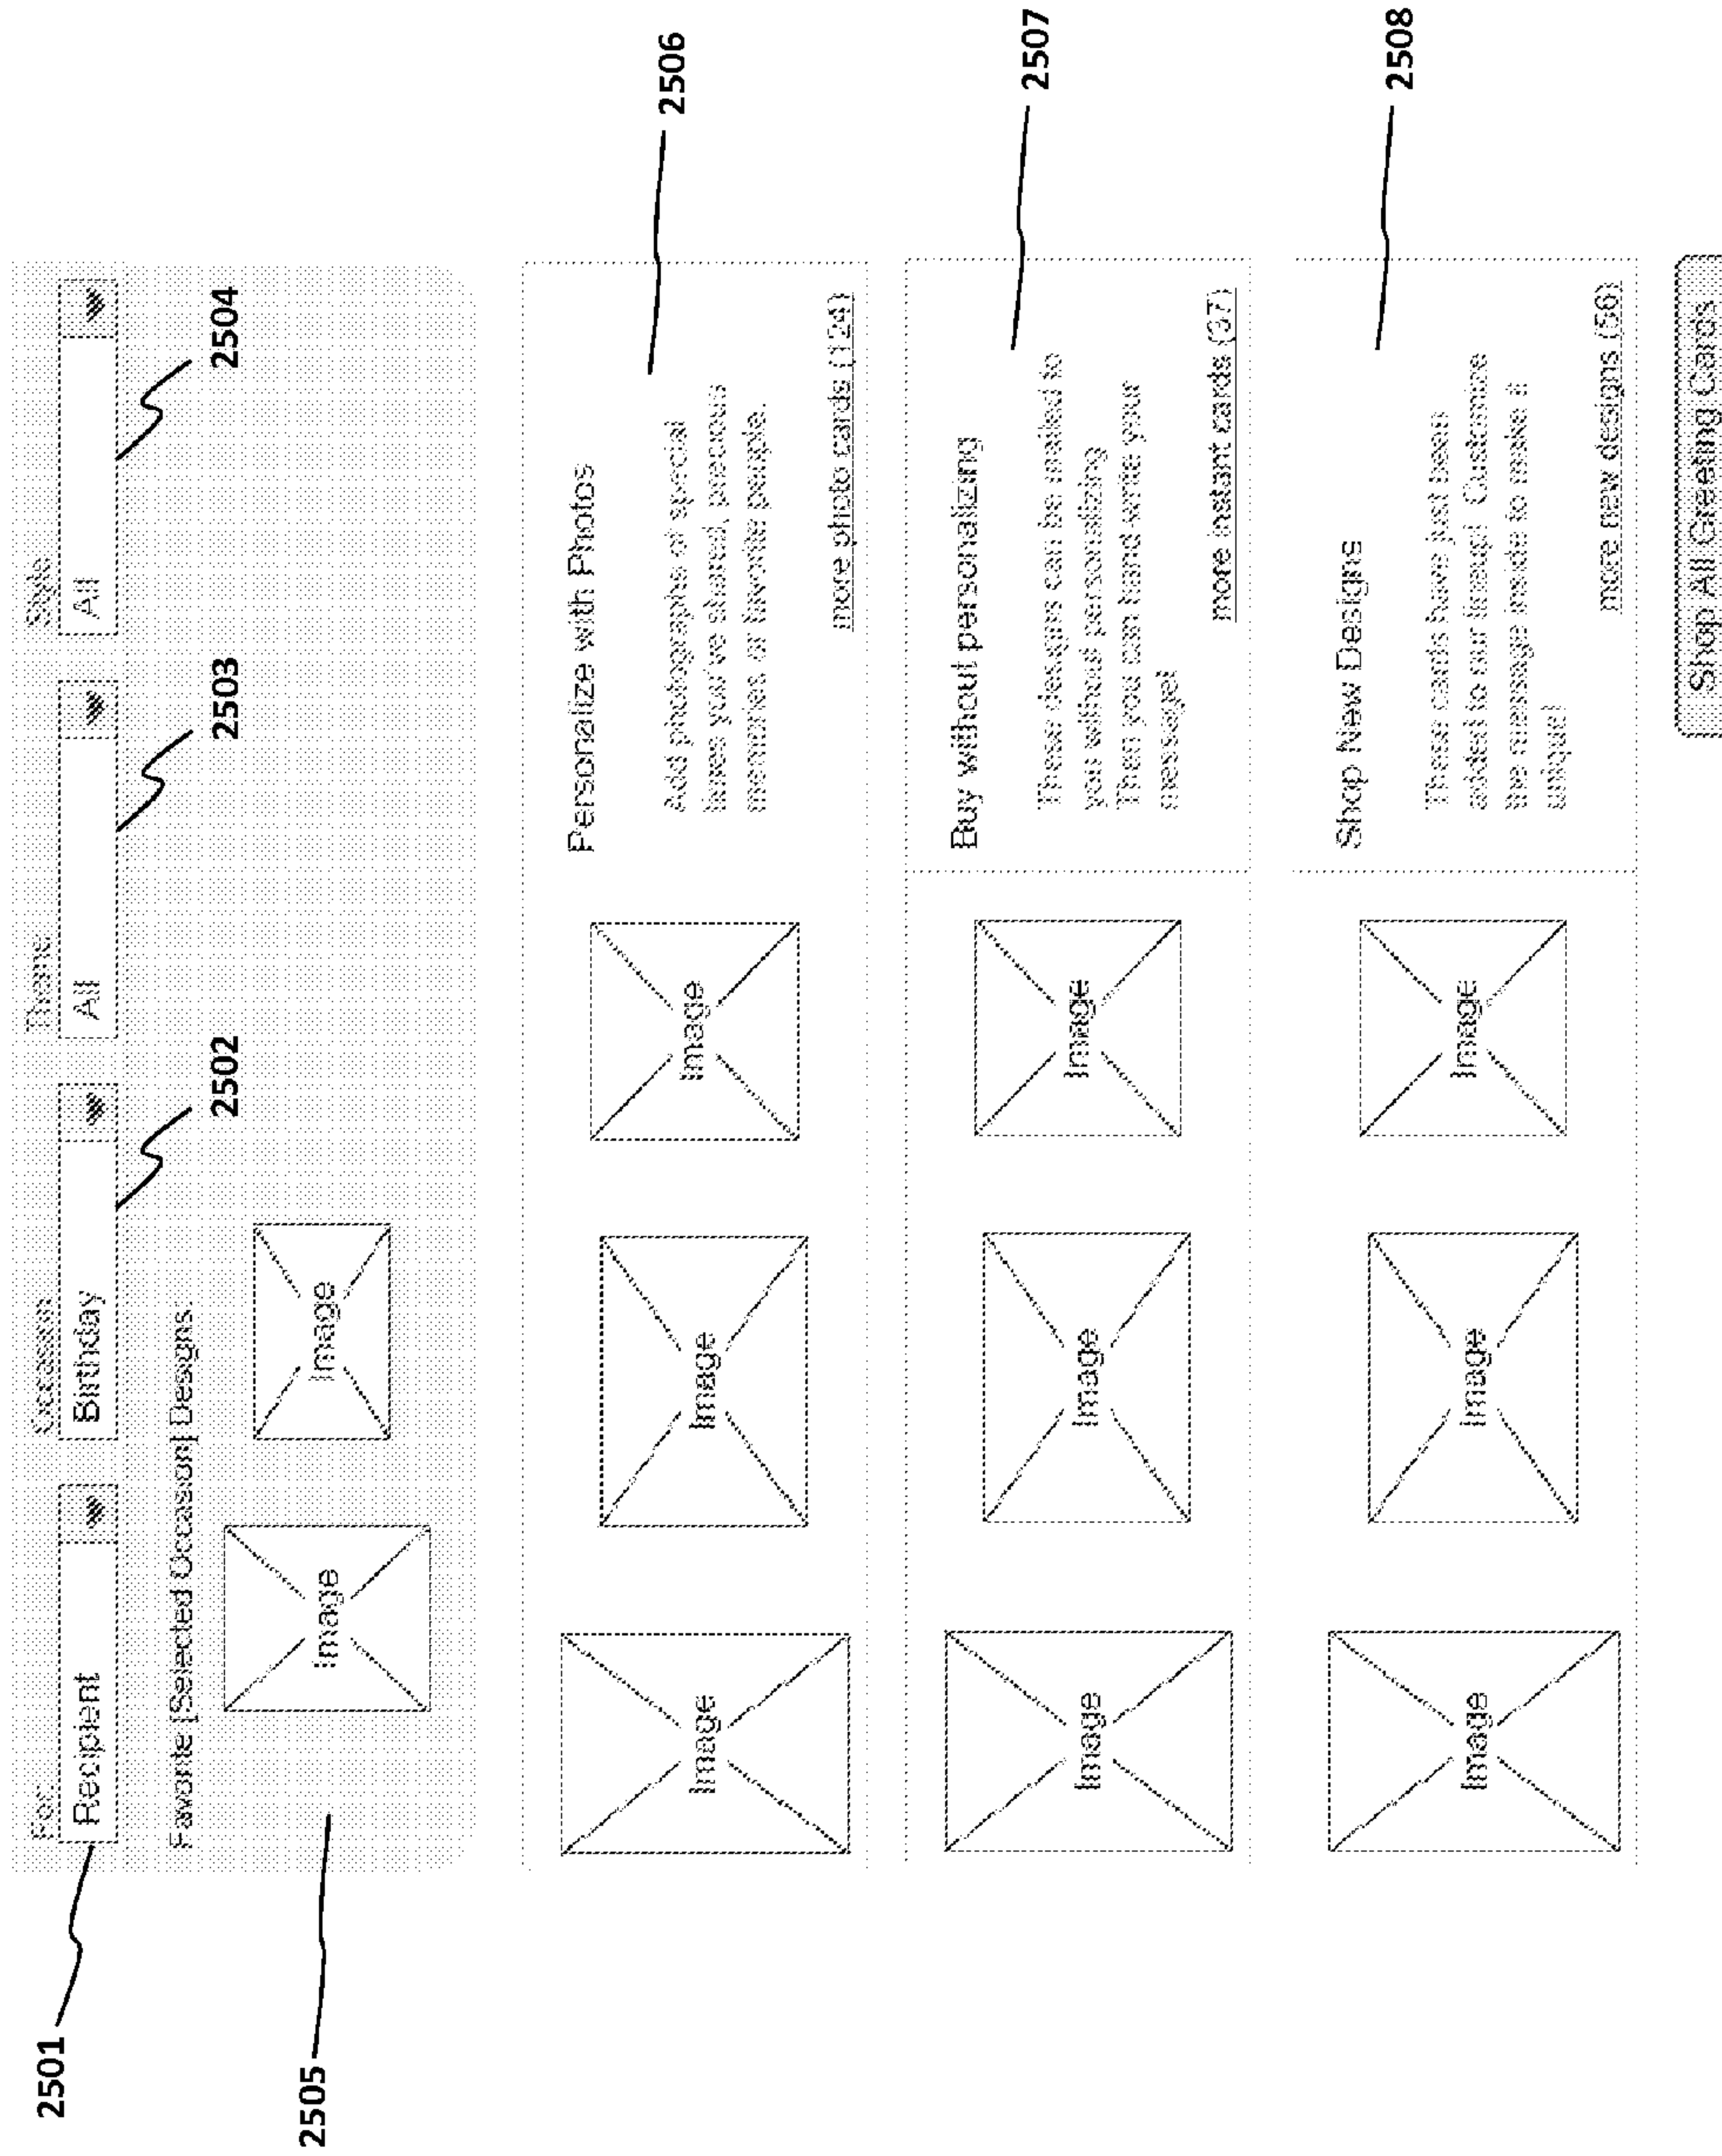 2501
For
Recipient
Occasion
Birthday
2502
Theme
All
2503
Style
All
2504
2505
Favorite [Selected Occasion] Designs
Image
Image
Image
Image
Image
Personalize with Photos
Add photographs of special
times you've shared, precious
memories, or favorite people.
more photo cards (124)
2506
Image
Image
Image
Buy without personalizing
These designs can be mailed to
you without personalizing
Then you can hand-write your
message!
more instant cards (37)
2507
Image
Image
Image
Shop New Designs
These cards have just been
added to our lineup! Customize
the message inside to make it
unique!
more new designs (56)
2508
Shop All Greeting Cards